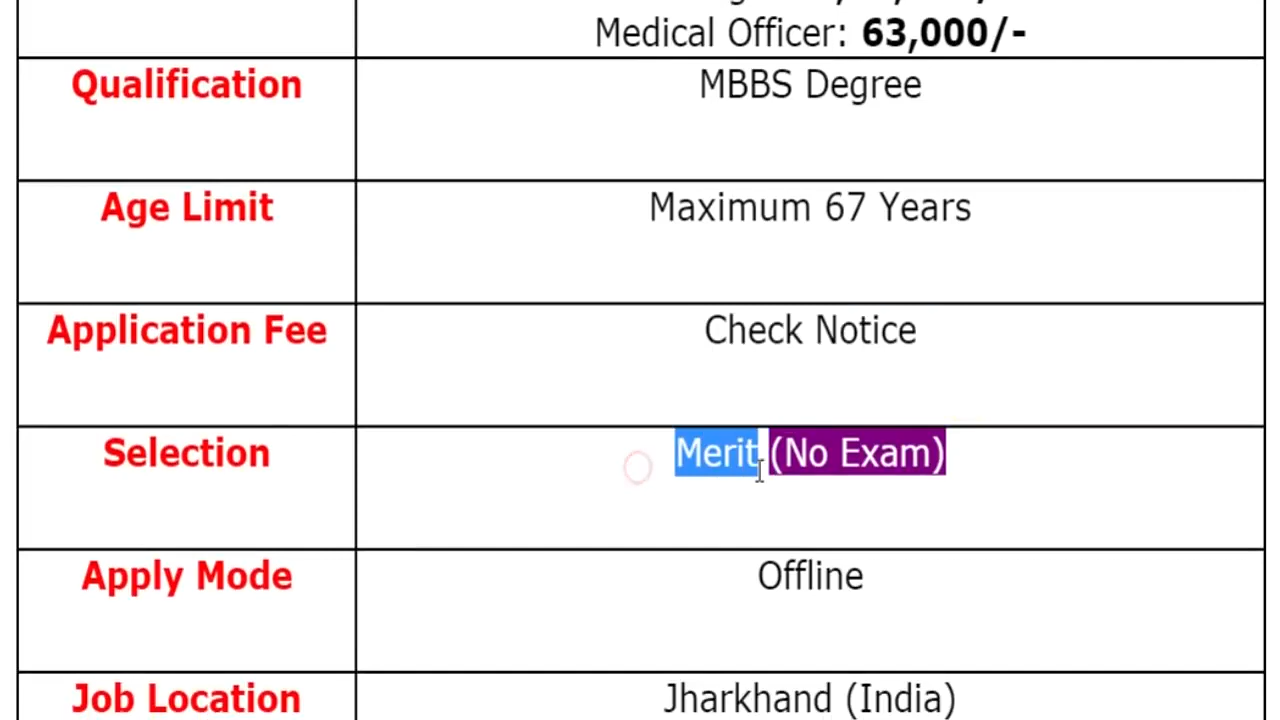 Medical Officer: 63,000/-
Qualification
MBBS Degree
Age Limit
Maximum 67 Years
Application Fee
Check Notice
Selection
Merit (No Exam)
Apply Mode
Offline
Job Location
Jharkhand (India)